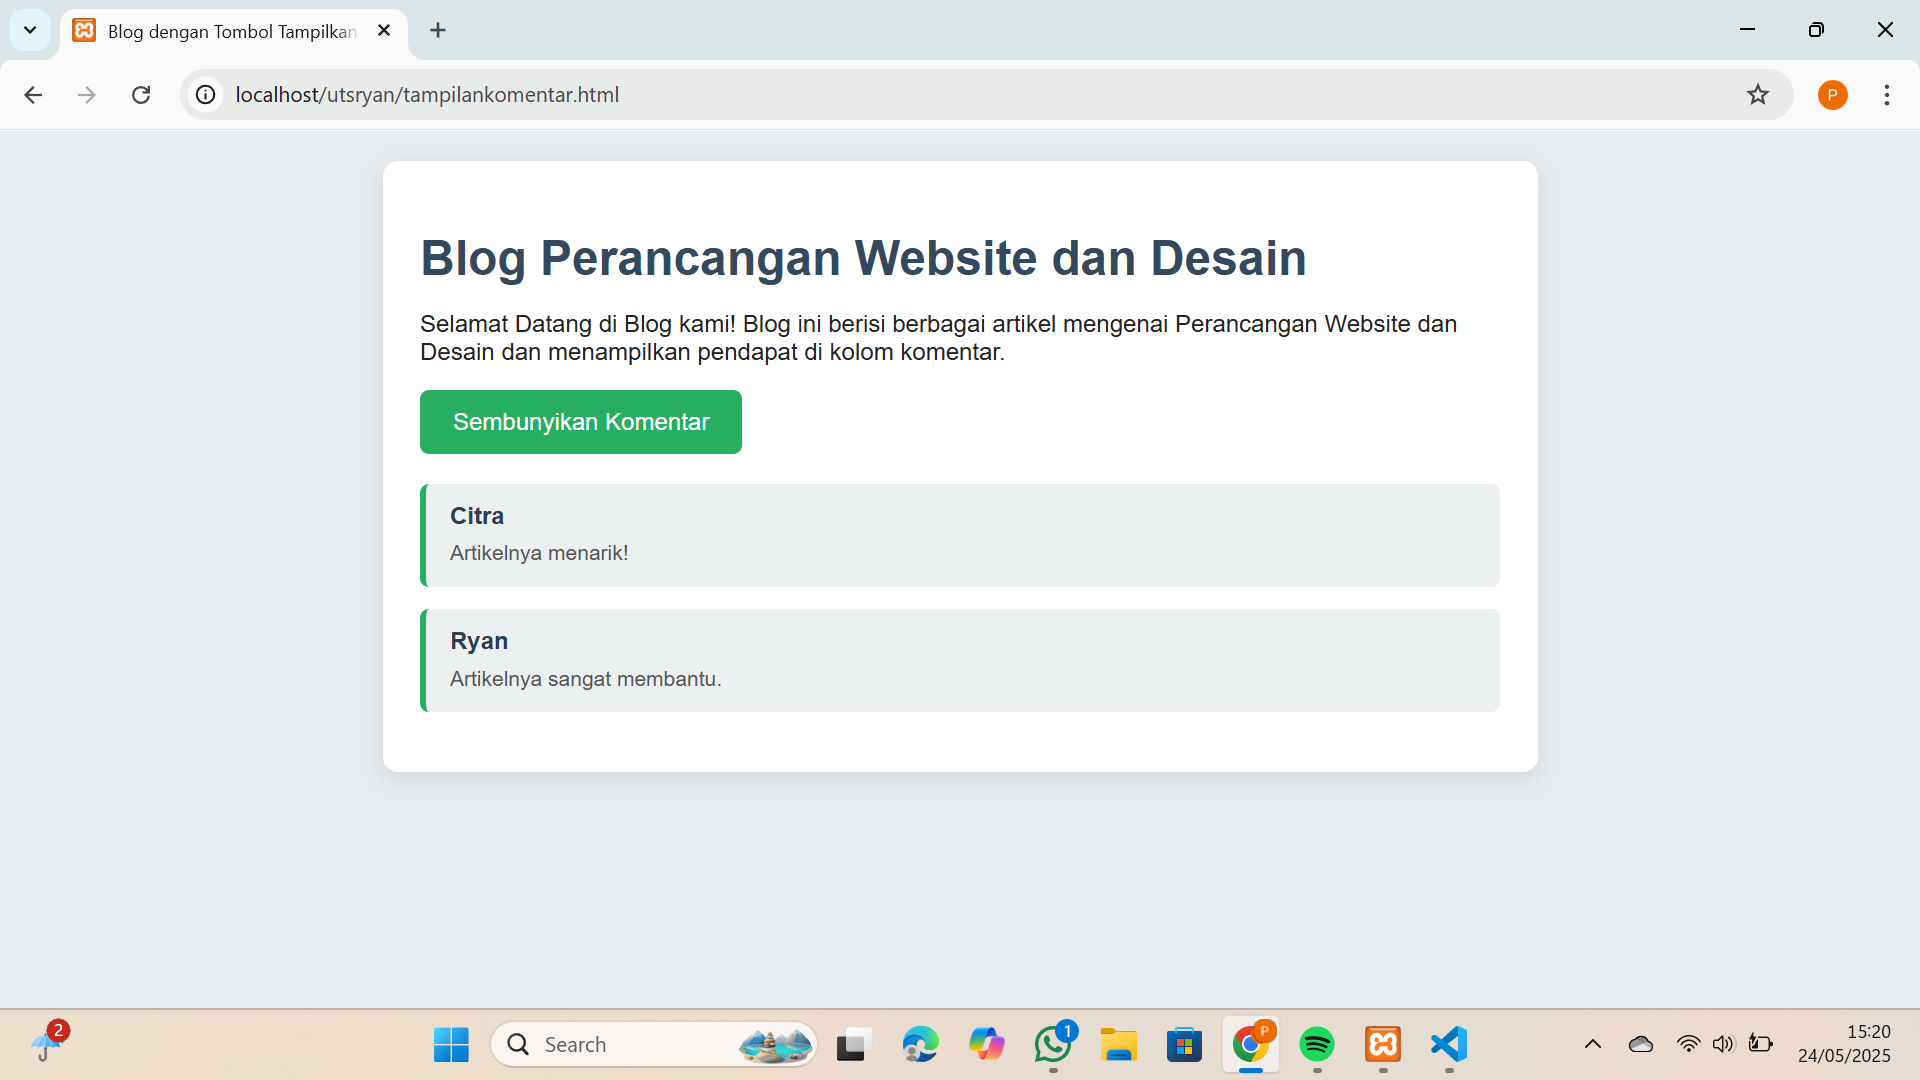 Blog dengan Tombol Tampilkan
localhost/utsryan/tampilankomentar.html
P
Blog Perancangan Website dan Desain
Selamat Datang di Blog kami! Blog ini berisi berbagai artikel mengenai Perancangan Website dan
Desain dan menampilkan pendapat di kolom komentar.
Sembunyikan Komentar
Citra
Artikelnya menarik!
Ryan
Artikelnya sangat membantu.
2
Search
1
P
15:20
24/05/2025